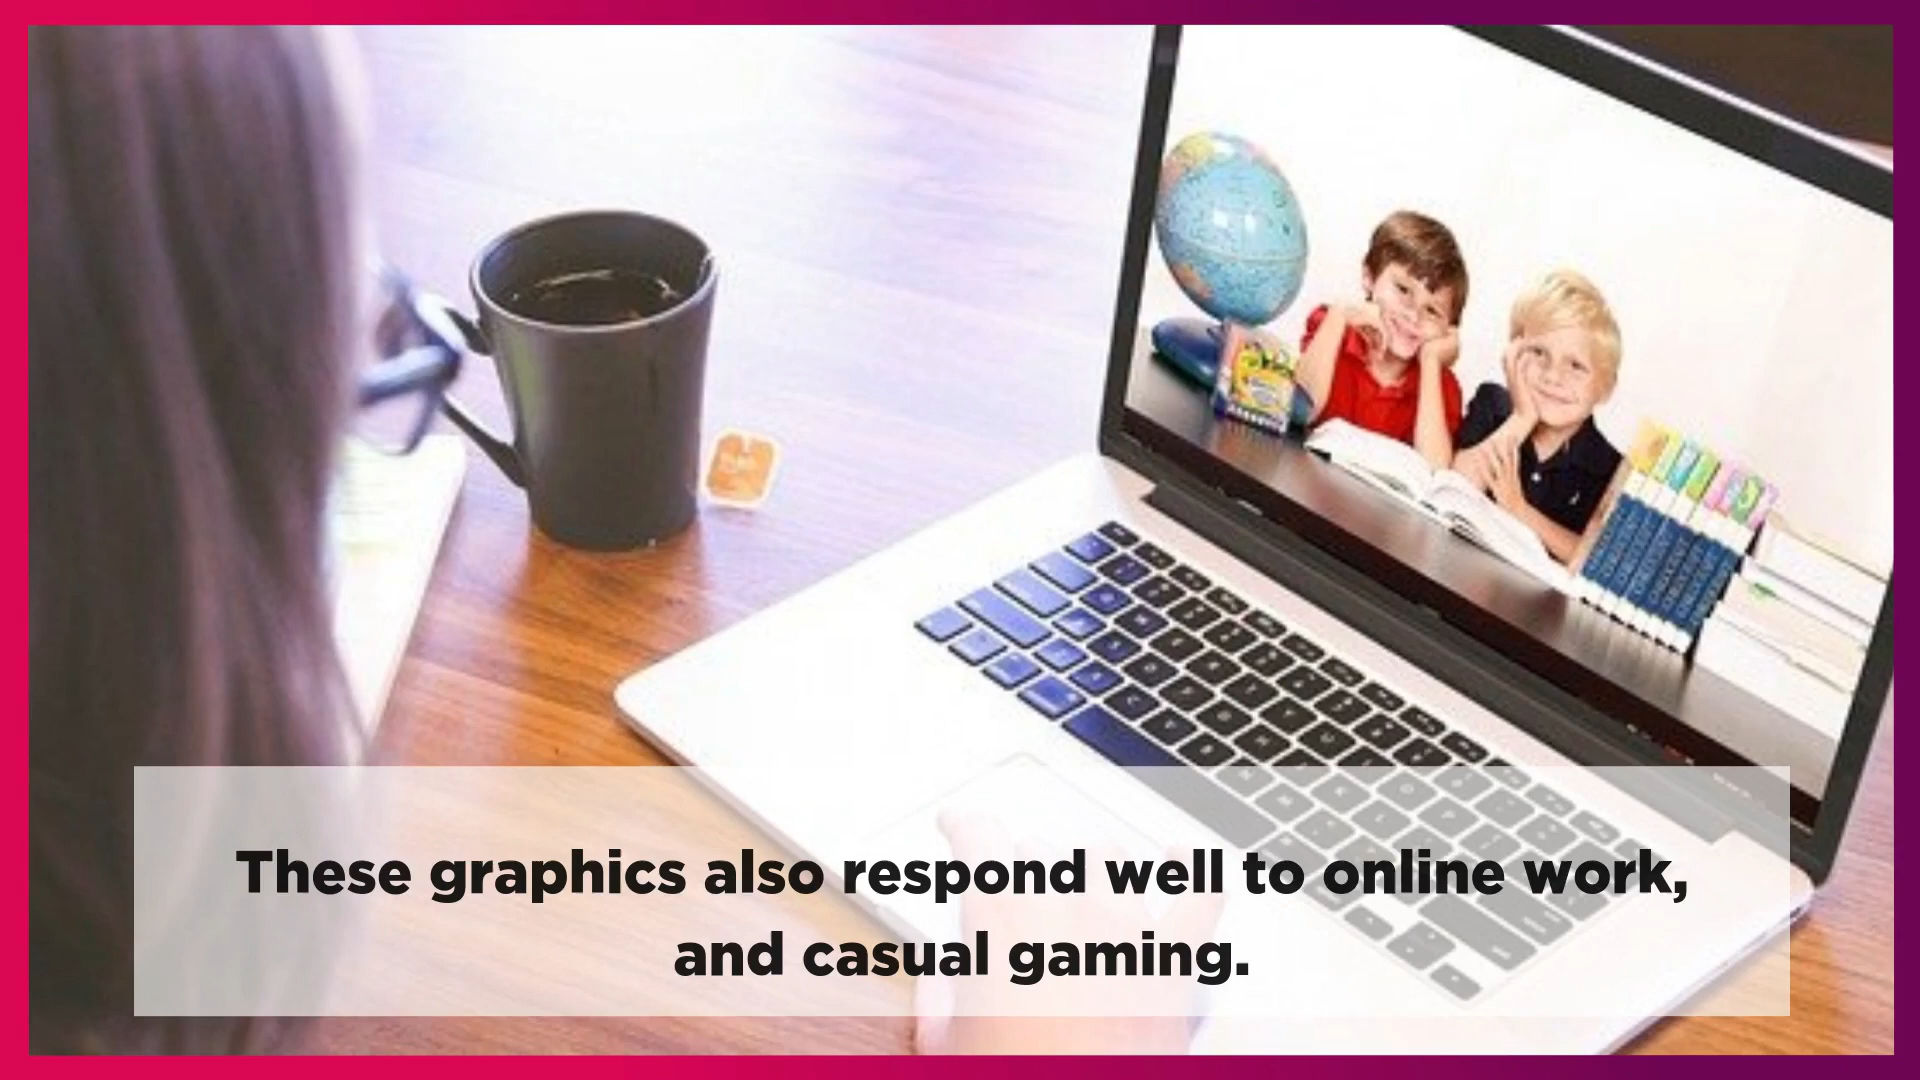 These graphics also respond well to online work,
and casual gaming.